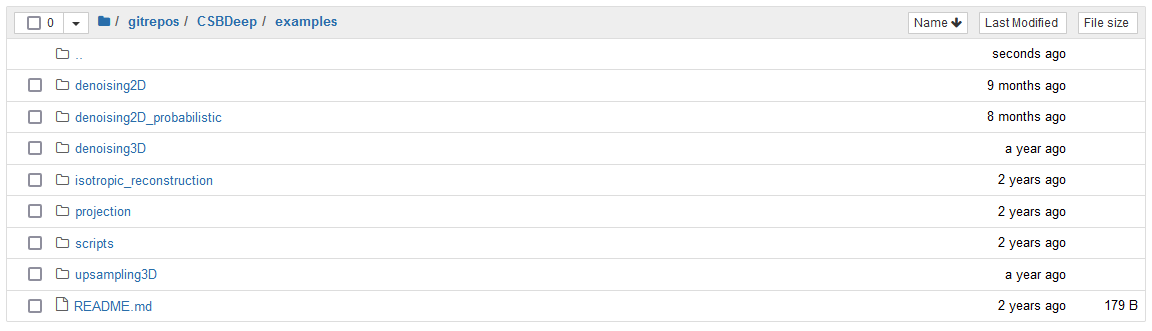 0 / gitrepos / CSBDeep / examples Name Last Modified File size
.. seconds ago
denoising2D 9 months ago
denoising2D_probabilistic 8 months ago
denoising3D a year ago
isotropic_reconstruction 2 years ago
projection 2 years ago
scripts 2 years ago
upsampling3D a year ago
README.md 2 years ago 179 B